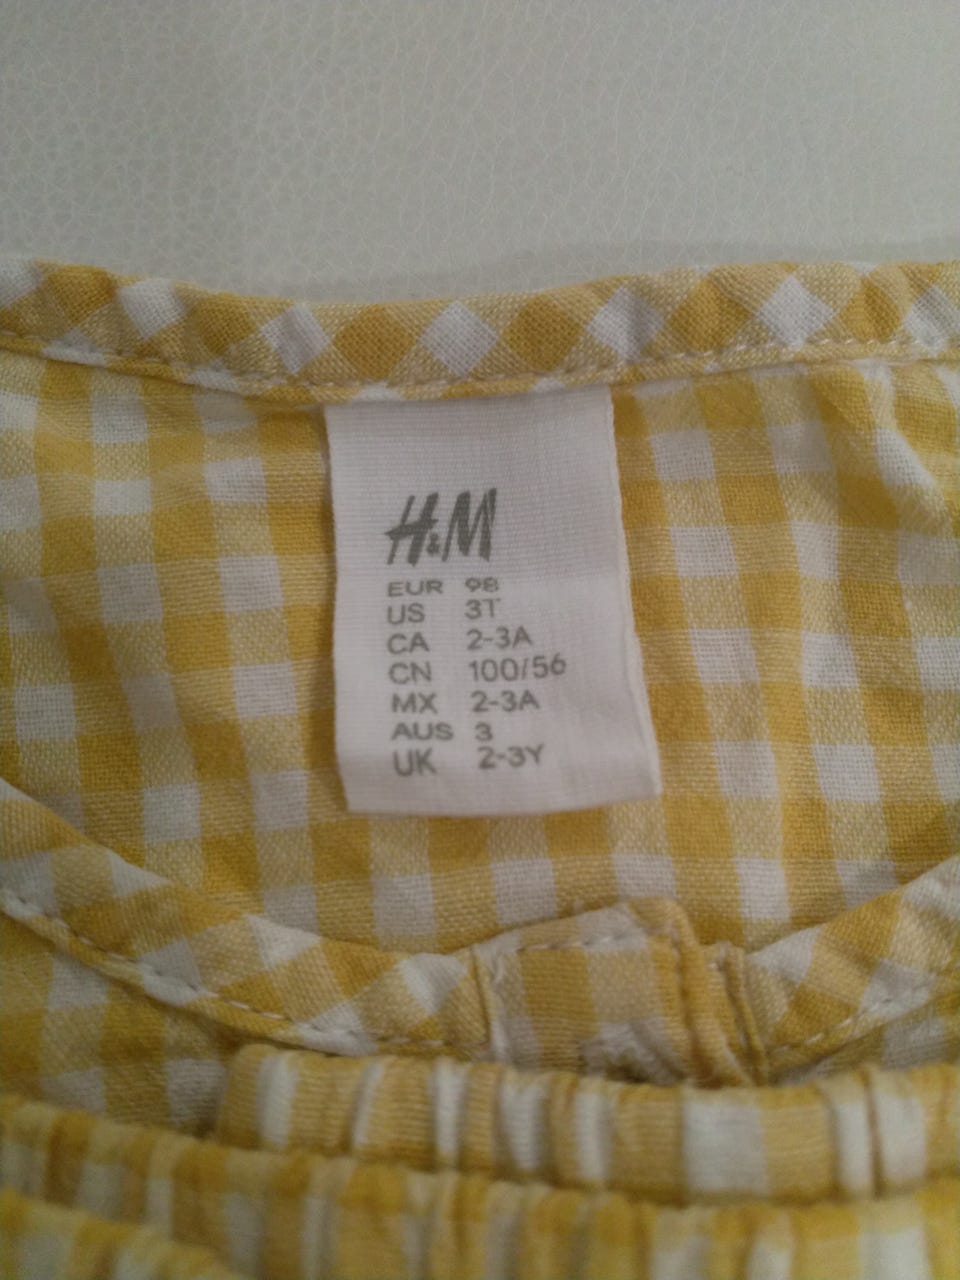 H&M
EUR 98
US 3T
CA 2-3A
CN 100/56
MX 2-3A
AUS 3
UK 2-3Y